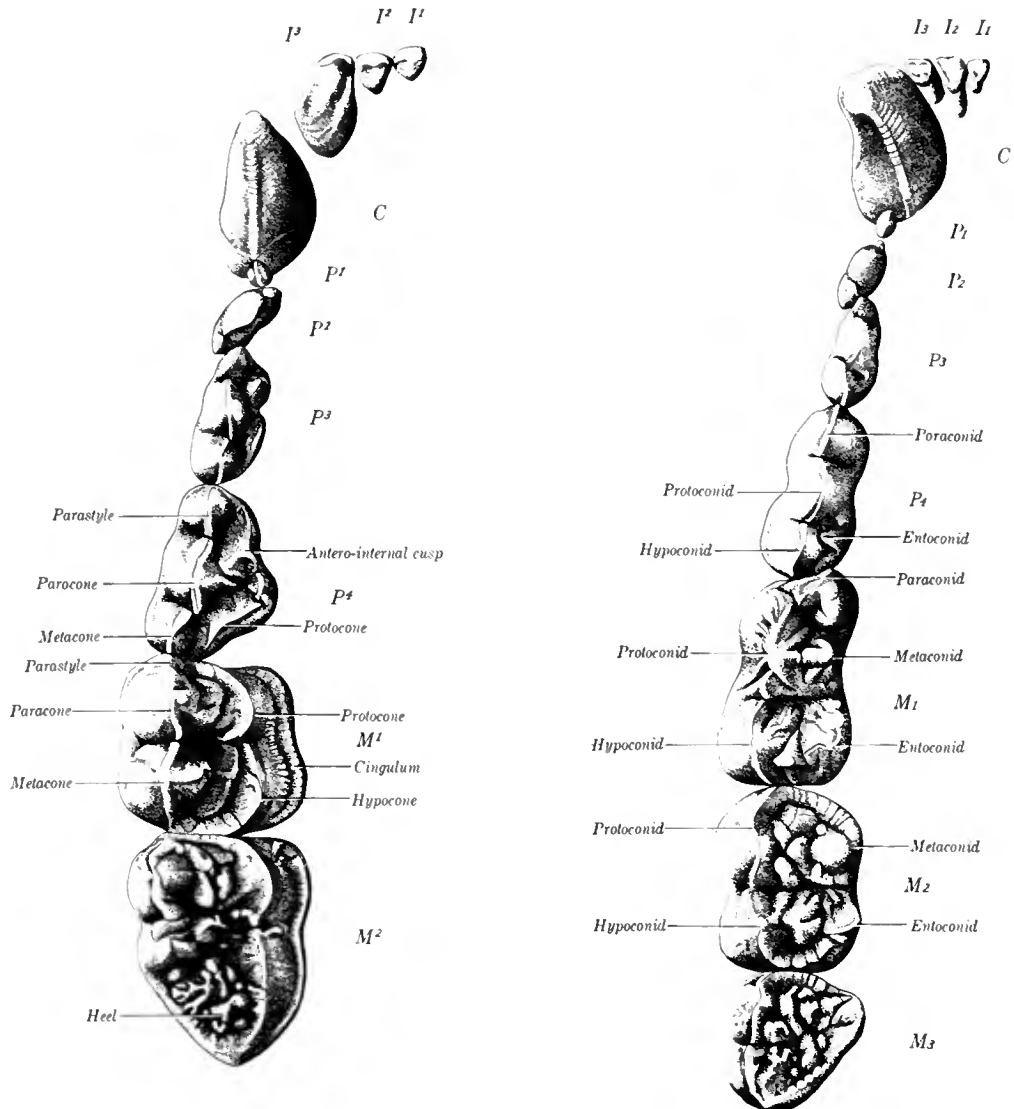 I³ I² I¹
C
P¹
P²
P³
Parastyle
Antero-internal cusp
Parocone
P⁴
Metacone
Protocone
Parastyle
Paracone
Protocone
M¹
Metacone
Cingulum
Hypocone
M²
Heel
I₃ I₂ I₁
C
P₁
P₂
P₃
Poraconid
Protoconid
P₄
Hypoconid
Entoconid
Paraconid
Protoconid
Metaconid
M₁
Hypoconid
Entoconid
Protoconid
Metaconid
M₂
Hypoconid
Entoconid
M₃